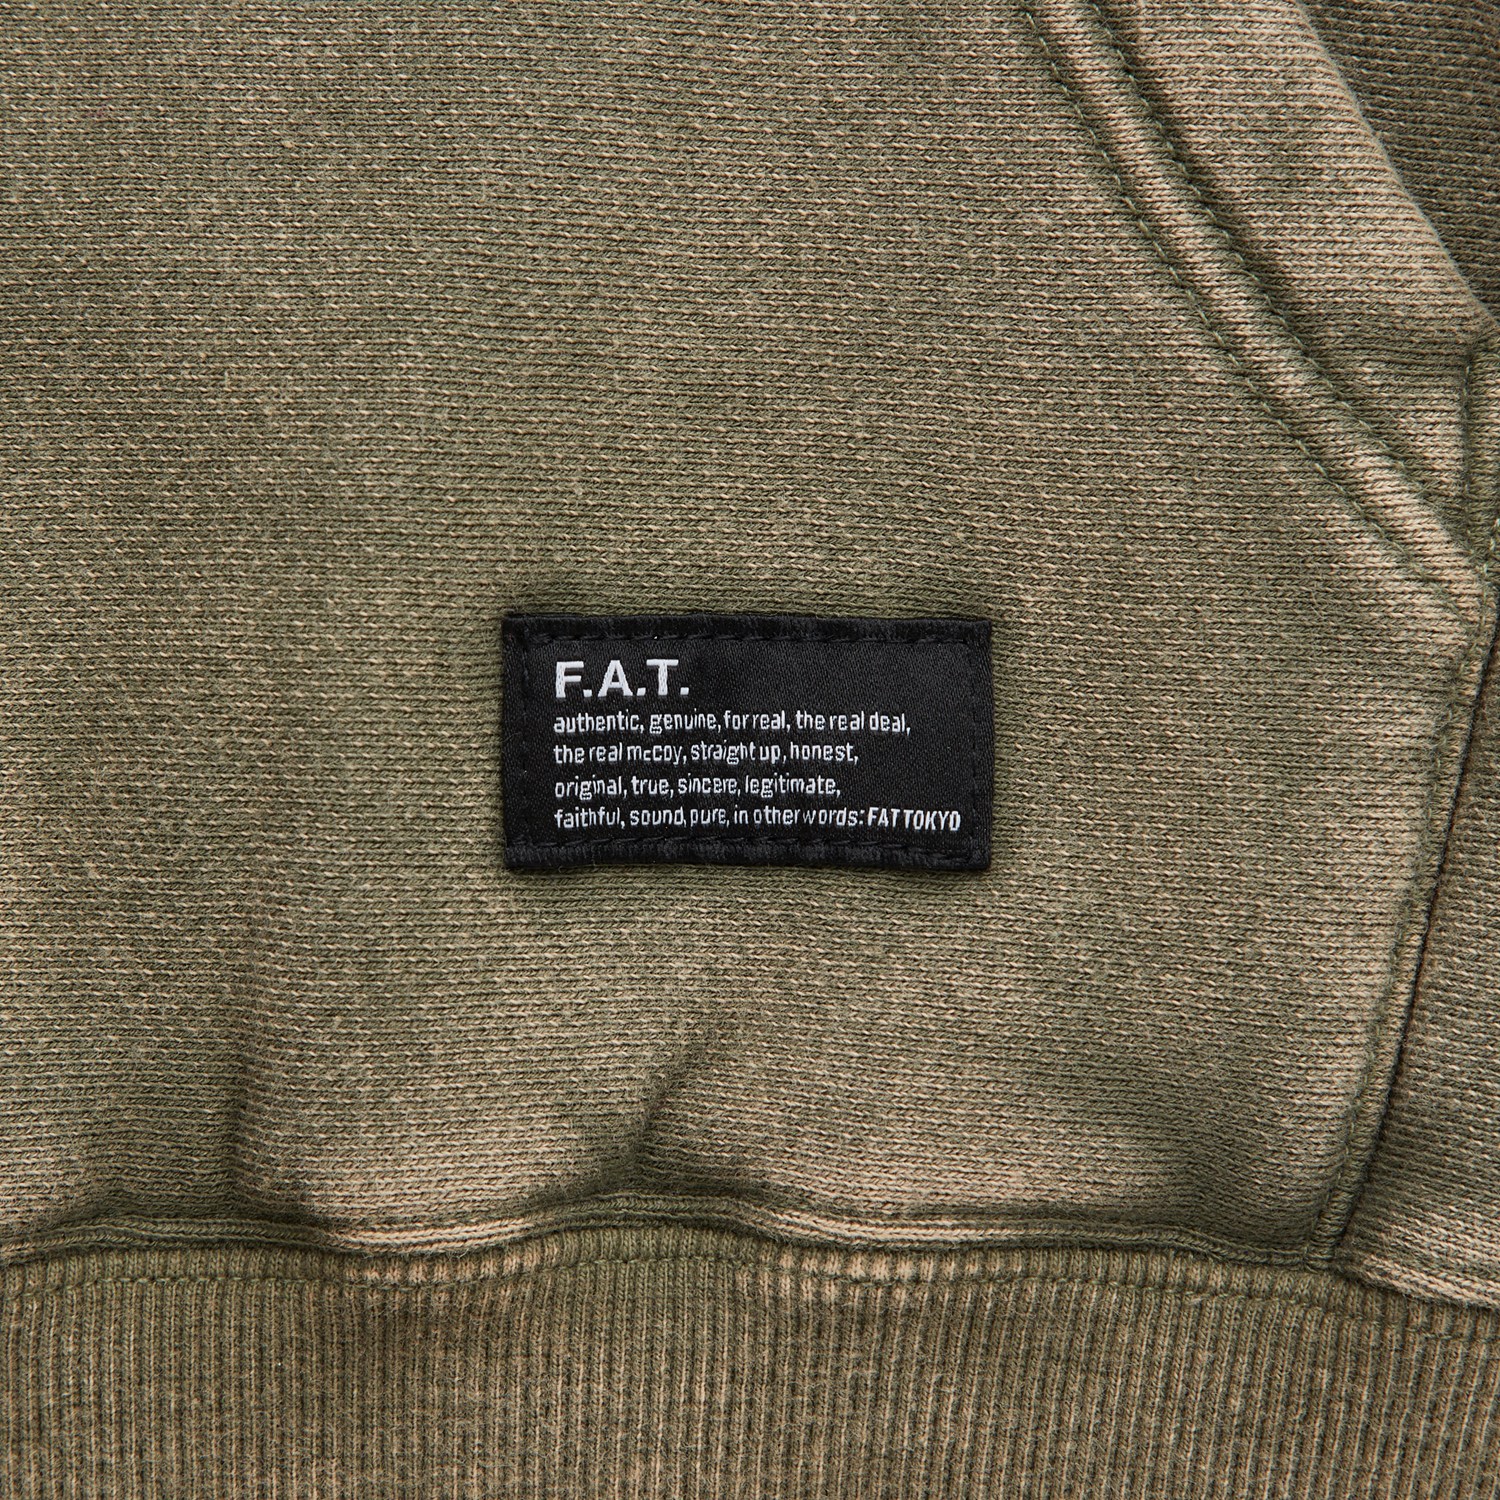 F.A.T.
authentic, genuine, for real, the real deal,
the real mcCoy, straight up, honest,
original, true, sincere, legitimate,
faithful, sound, pure, in other words: FAT TOKYO